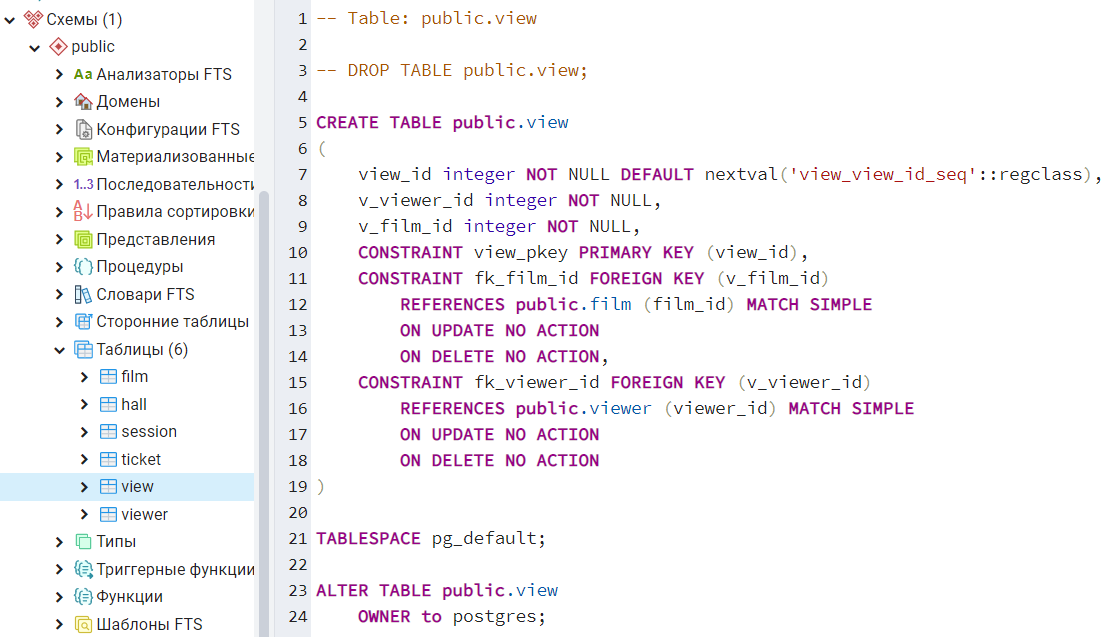 Схемы (1)
public
Aa Анализаторы FTS
Домены
Конфигурации FTS
Материализованные
1..3 Последовательности
Правила сортировки
Представления
Процедуры
Словари FTS
Сторонние таблицы
Таблицы (6)
film
hall
session
ticket
view
viewer
Типы
Триггерные функции
Функции
Шаблоны FTS
1 -- Table: public.view
2
3 -- DROP TABLE public.view;
4
5 CREATE TABLE public.view
6 (
7 view_id integer NOT NULL DEFAULT nextval('view_view_id_seq'::regclass),
8 v_viewer_id integer NOT NULL,
9 v_film_id integer NOT NULL,
10 CONSTRAINT view_pkey PRIMARY KEY (view_id),
11 CONSTRAINT fk_film_id FOREIGN KEY (v_film_id)
12 REFERENCES public.film (film_id) MATCH SIMPLE
13 ON UPDATE NO ACTION
14 ON DELETE NO ACTION,
15 CONSTRAINT fk_viewer_id FOREIGN KEY (v_viewer_id)
16 REFERENCES public.viewer (viewer_id) MATCH SIMPLE
17 ON UPDATE NO ACTION
18 ON DELETE NO ACTION
19 )
20
21 TABLESPACE pg_default;
22
23 ALTER TABLE public.view
24 OWNER to postgres;